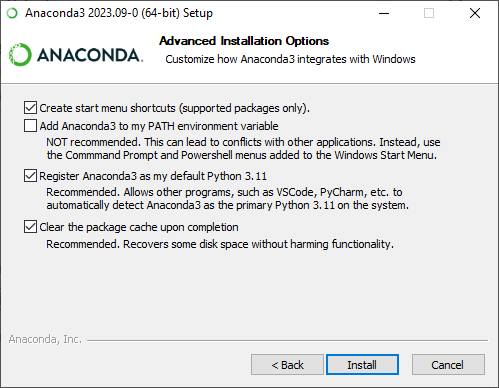 Anaconda3 2023.09-0 (64-bit) Setup
ANACONDA.
Advanced Installation Options
Customize how Anaconda3 integrates with Windows
Create start menu shortcuts (supported packages only).
Add Anaconda3 to my PATH environment variable
NOT recommended. This can lead to conflicts with other applications. Instead, use
the Commmand Prompt and Powershell menus added to the Windows Start Menu.
Register Anaconda3 as my default Python 3.11
Recommended. Allows other programs, such as VSCode, PyCharm, etc. to
automatically detect Anaconda3 as the primary Python 3.11 on the system.
Clear the package cache upon completion
Recommended. Recovers some disk space without harming functionality.
Anaconda, Inc.
< Back
Install
Cancel